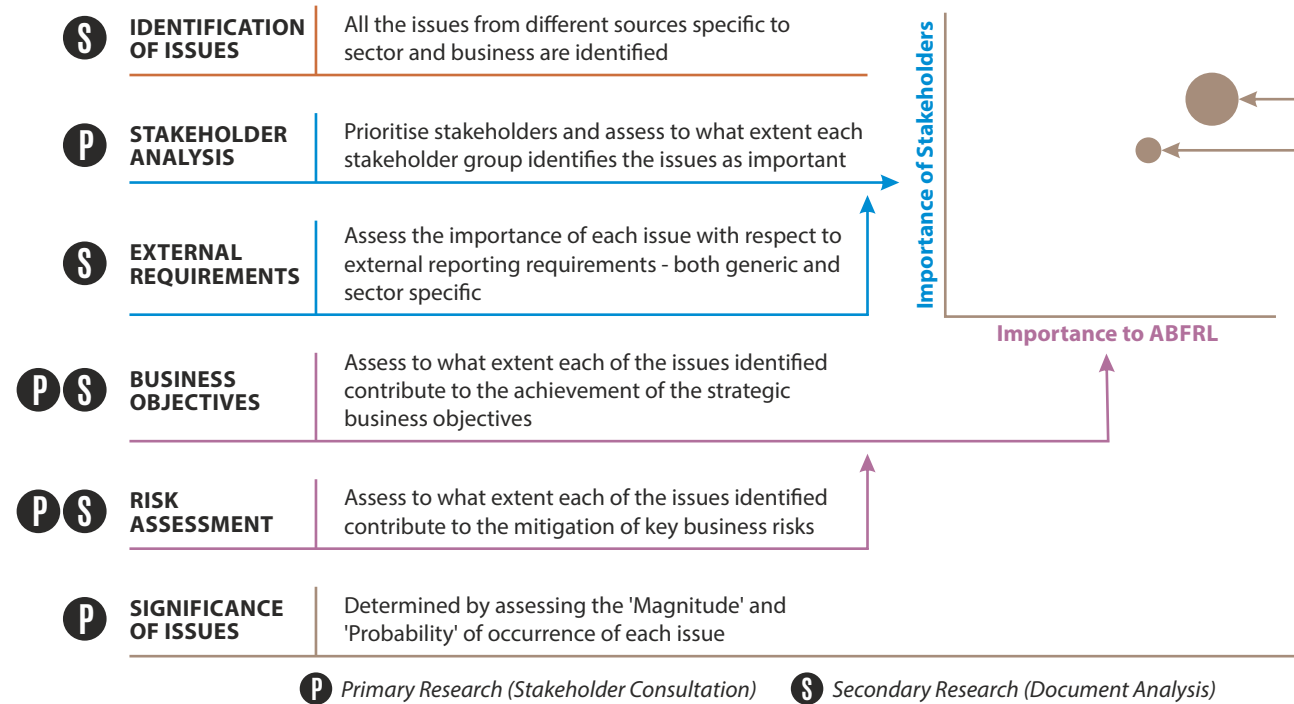 S
IDENTIFICATION
OF ISSUES
All the issues from different sources specific to
sector and business are identified
P
STAKEHOLDER
ANALYSIS
Prioritise stakeholders and assess to what extent each
stakeholder group identifies the issues as important
S
EXTERNAL
REQUIREMENTS
Assess the importance of each issue with respect to
external reporting requirements - both generic and
sector specific
P S
BUSINESS
OBJECTIVES
Assess to what extent each of the issues identified
contribute to the achievement of the strategic
business objectives
P S
RISK
ASSESSMENT
Assess to what extent each of the issues identified
contribute to the mitigation of key business risks
P
SIGNIFICANCE
OF ISSUES
Determined by assessing the 'Magnitude' and
'Probability' of occurrence of each issue
Importance of Stakeholders
Importance to ABFRL
P Primary Research (Stakeholder Consultation) S Secondary Research (Document Analysis)